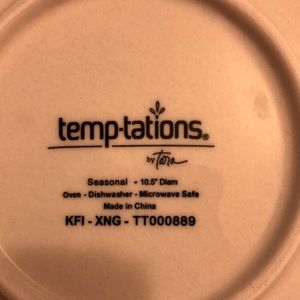 temp-tations®
by Tara
Seasonal - 10.5" Diam
Oven - Dishwasher - Microwave Safe
Made in China
KFI - XNG - TT000889